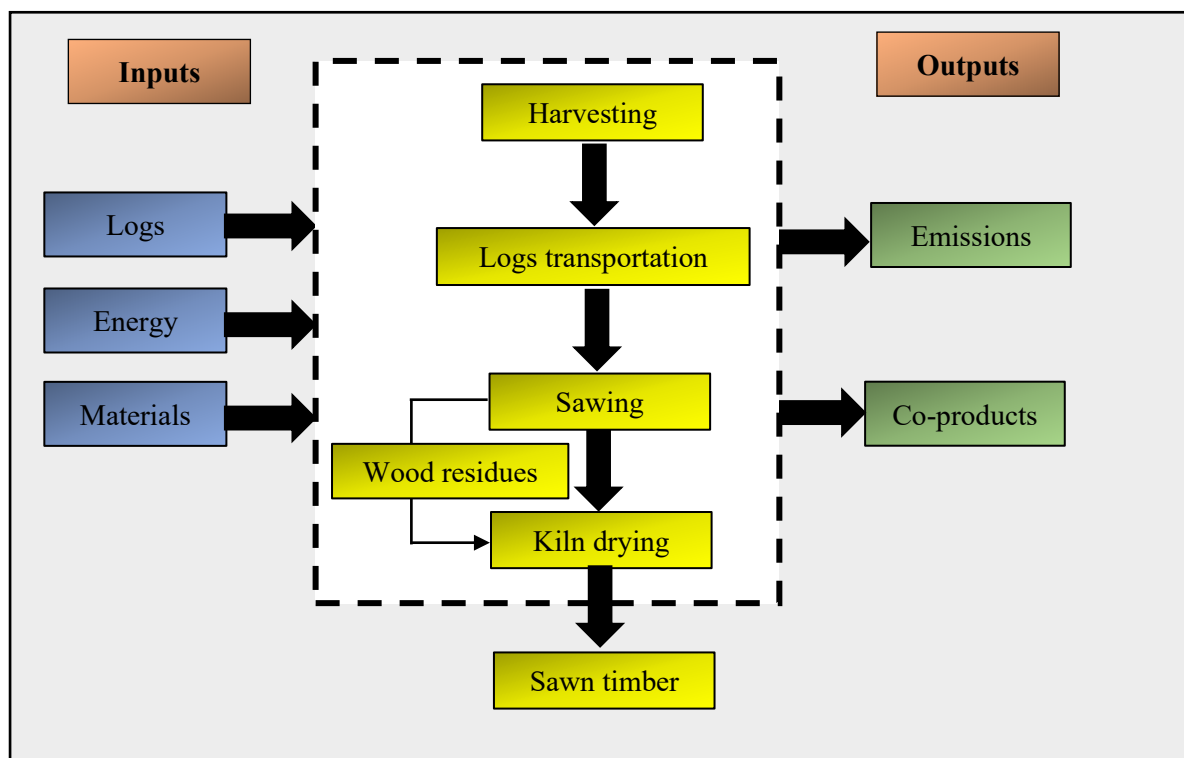 Inputs
Outputs
Harvesting
Logs
Logs transportation
Emissions
Energy
Materials
Sawing
Co-products
Wood residues
Kiln drying
Sawn timber